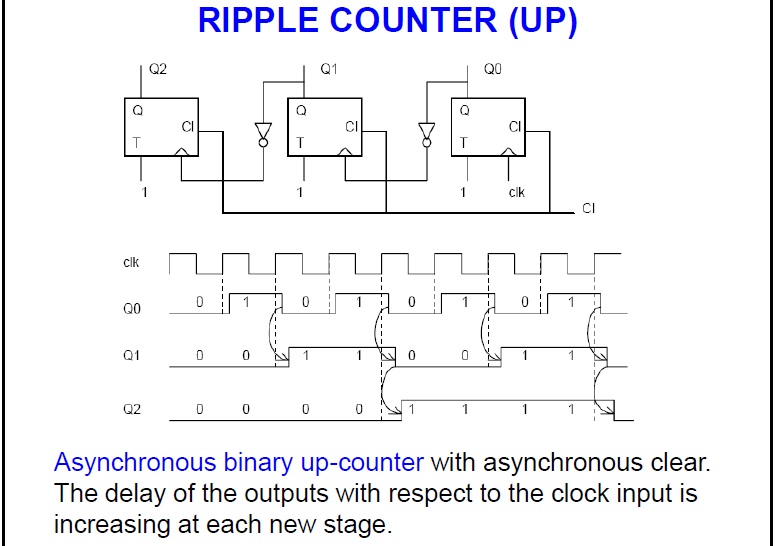 RIPPLE COUNTER (UP)
Q2 Q1 Q0
Q Q Q
Cl Cl Cl
T T T
1 1 1 clk
Cl
clk
Q0 0 1 0 1 0 1 0 1
Q1 0 0 1 1 0 0 1 1
Q2 0 0 0 0 1 1 1 1
Asynchronous binary up-counter with asynchronous clear.
The delay of the outputs with respect to the clock input is
increasing at each new stage.